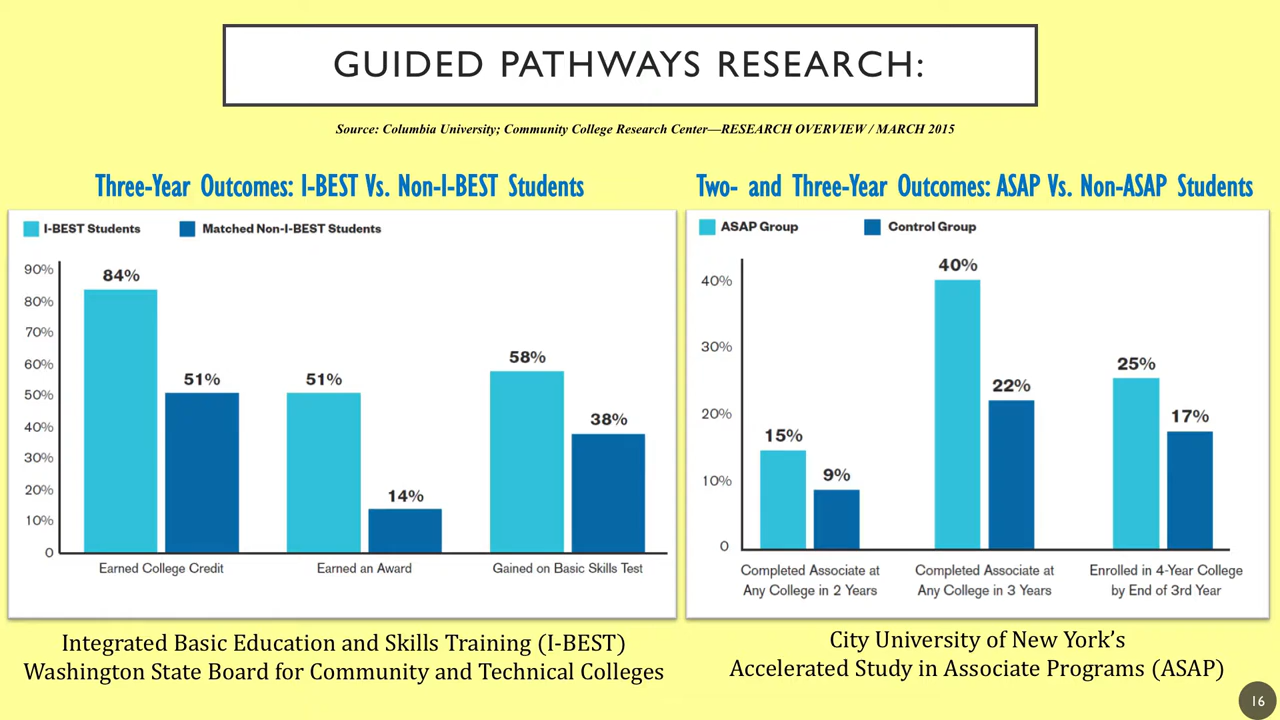 GUIDED PATHWAYS RESEARCH:
Source: Columbia University; Community College Research Center—RESEARCH OVERVIEW / MARCH 2015
Three-Year Outcomes: I-BEST Vs. Non-I-BEST Students
I-BEST Students
Matched Non-I-BEST Students
90%
80%
70%
60%
50%
40%
30%
20%
10%
0
84%
51%
51%
14%
58%
38%
Earned College Credit
Earned an Award
Gained on Basic Skills Test
Integrated Basic Education and Skills Training (I-BEST)
Washington State Board for Community and Technical Colleges
Two- and Three-Year Outcomes: ASAP Vs. Non-ASAP Students
ASAP Group
Control Group
40%
30%
20%
10%
0
15%
9%
40%
22%
25%
17%
Completed Associate at
Any College in 2 Years
Completed Associate at
Any College in 3 Years
Enrolled in 4-Year College
by End of 3rd Year
City University of New York's
Accelerated Study in Associate Programs (ASAP)
16